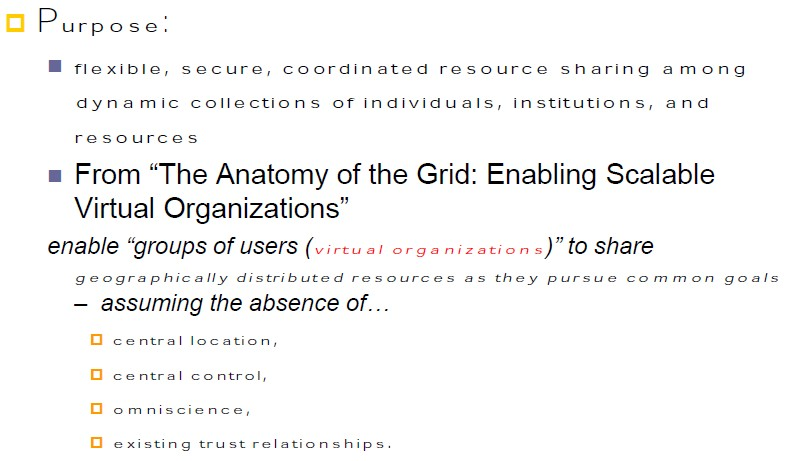 Purpose:
flexible, secure, coordinated resource sharing among
dynamic collections of individuals, institutions, and
resources
From “The Anatomy of the Grid: Enabling Scalable
Virtual Organizations”
enable “groups of users (virtual organizations)” to share
geographically distributed resources as they pursue common goals
– assuming the absence of…
central location,
central control,
omniscience,
existing trust relationships.